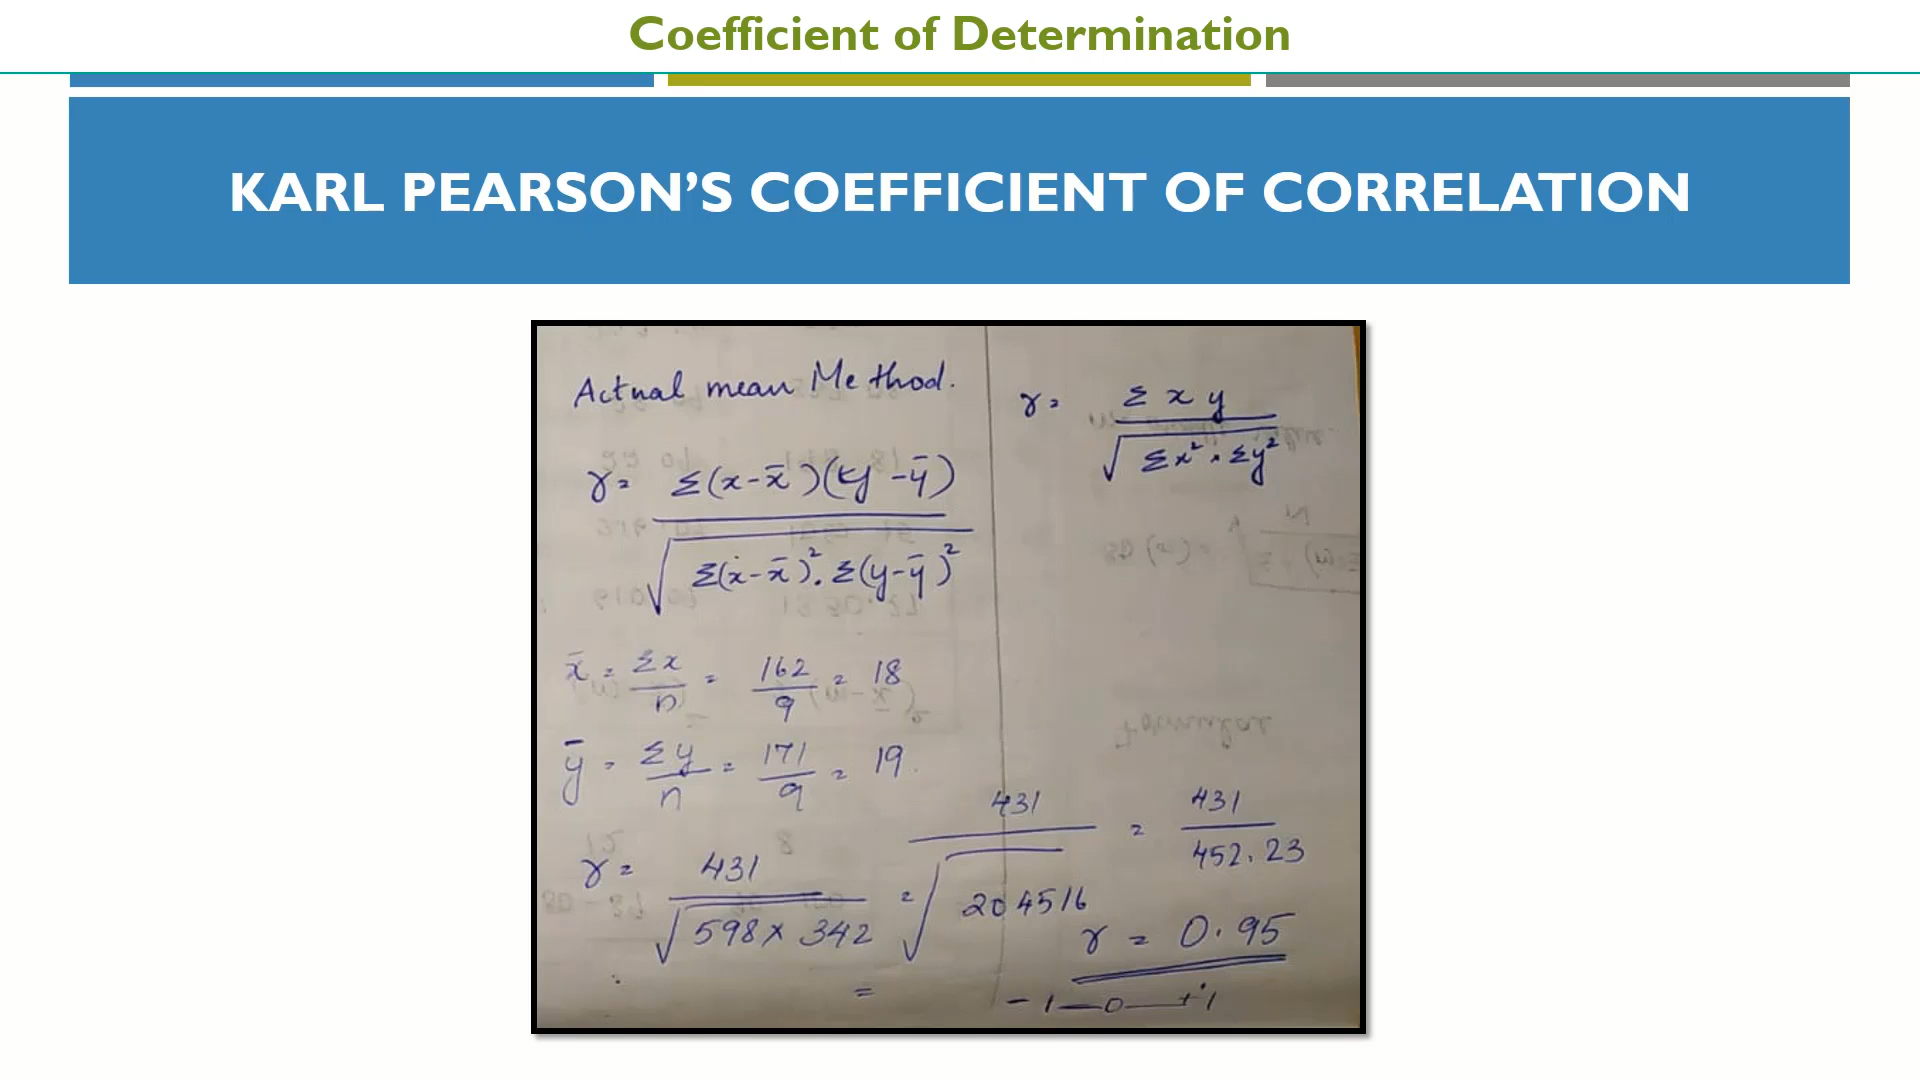 Coefficient of Determination
KARL PEARSON’S COEFFICIENT OF CORRELATION
Actual mean Method.
r = Σ(x-x̄)(y-ȳ)
√Σ(x-x̄)². Σ(y-ȳ)²
x̄ = Σx/n = 162/9 = 18
ȳ = Σy/n = 171/9 = 19.
r = 431/√598 × 342 = 431/√204516 = 431/452.23
=
r = Σxy
√Σx² × Σy²
r = 0.95
-1—0—+1